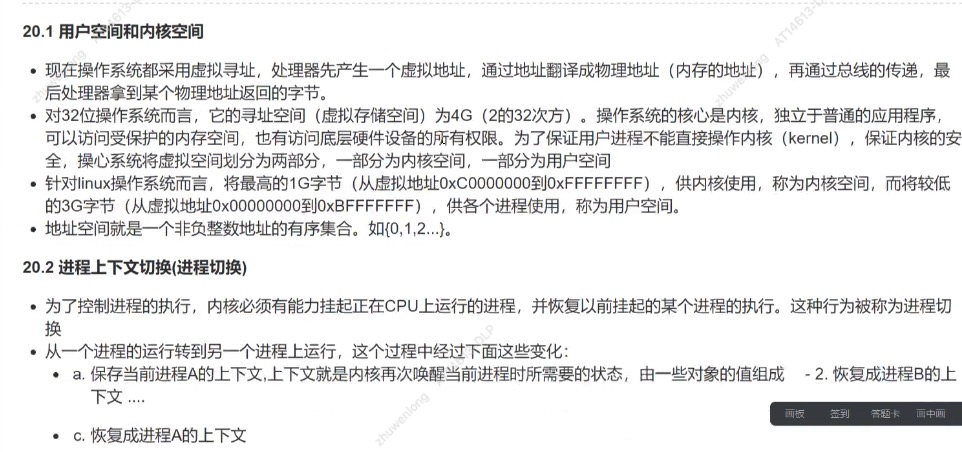 20.1 用户空间和内核空间
• 现在操作系统都采用虚拟寻址，处理器先产生一个虚拟地址，通过地址翻译成物理地址（内存的地址），再通过总线的传递，最
后处理器拿到某个物理地址返回的字节。
• 对32位操作系统而言，它的寻址空间（虚拟存储空间）为4G（2的32次方）。操作系统的核心是内核，独立于普通的应用程序，
可以访问受保护的内存空间，也有访问底层硬件设备的所有权限。为了保证用户进程不能直接操作内核（kernel），保证内核的安
全，操心系统将虚拟空间划分为两部分，一部分为内核空间，一部分为用户空间
• 针对linux操作系统而言，将最高的1G字节（从虚拟地址0xC0000000到0xFFFFFFFF），供内核使用，称为内核空间，而将较低
的3G字节（从虚拟地址0x00000000到0xBFFFFFFF），供各个进程使用，称为用户空间。
• 地址空间就是一个非负整数地址的有序集合。如{0,1,2...}。
20.2 进程上下文切换(进程切换)
• 为了控制进程的执行，内核必须有能力挂起正在CPU上运行的进程，并恢复以前挂起的某个进程的执行。这种行为被称为进程切
换
• 从一个进程的运行转到另一个进程上运行，这个过程中经过下面这些变化：
• a. 保存当前进程A的上下文,上下文就是内核再次唤醒当前进程时所需要的状态，由一些对象的值组成 - 2. 恢复成进程B的上
下文 ....
• c. 恢复成进程A的上下文
画板 签到 答题卡 画中画
zhuwenlong
AT14613-
zhuwenlong
AT14613-
zhuwenlong
DLP